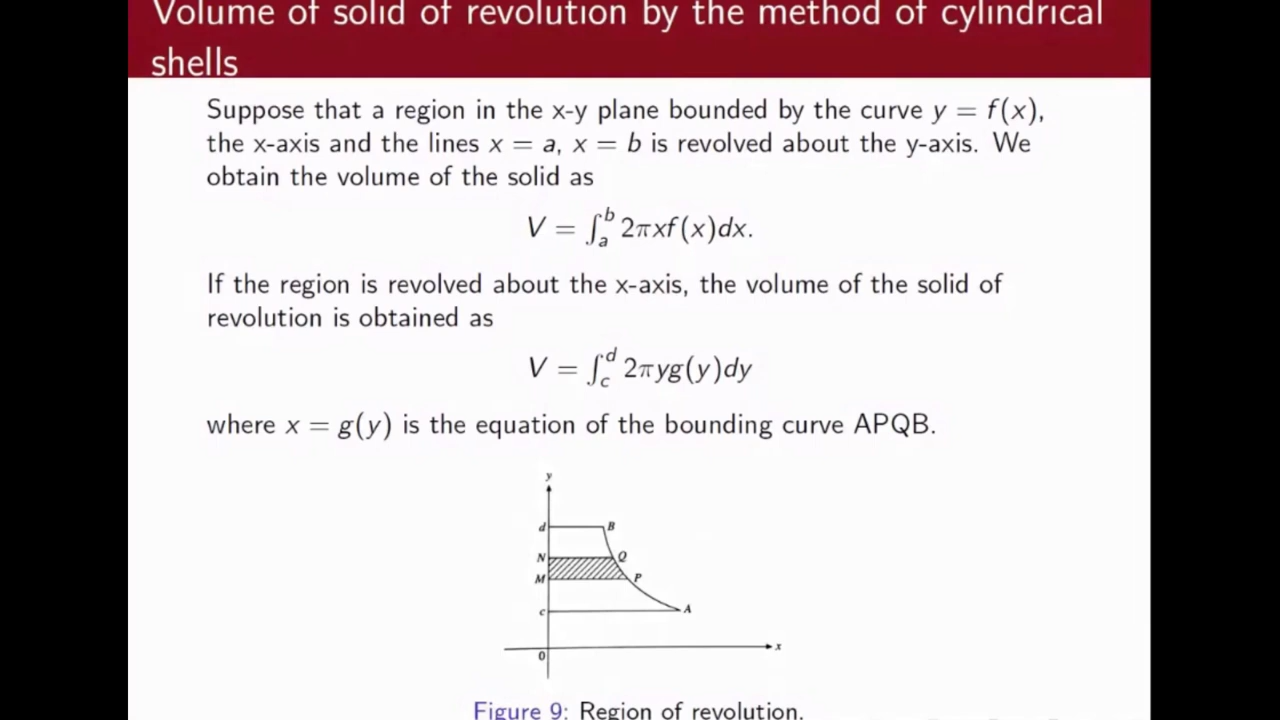 Volume of solid of revolution by the method of cylindrical
shells
Suppose that a region in the x-y plane bounded by the curve y = f(x),
the x-axis and the lines x = a, x = b is revolved about the y-axis. We
obtain the volume of the solid as
V = ∫_a^b 2πxf(x)dx.
If the region is revolved about the x-axis, the volume of the solid of
revolution is obtained as
V = ∫_c^d 2πyg(y)dy
where x = g(y) is the equation of the bounding curve APQB.
y
d B
N Q
M P
c A
0 x
Figure 9: Region of revolution.